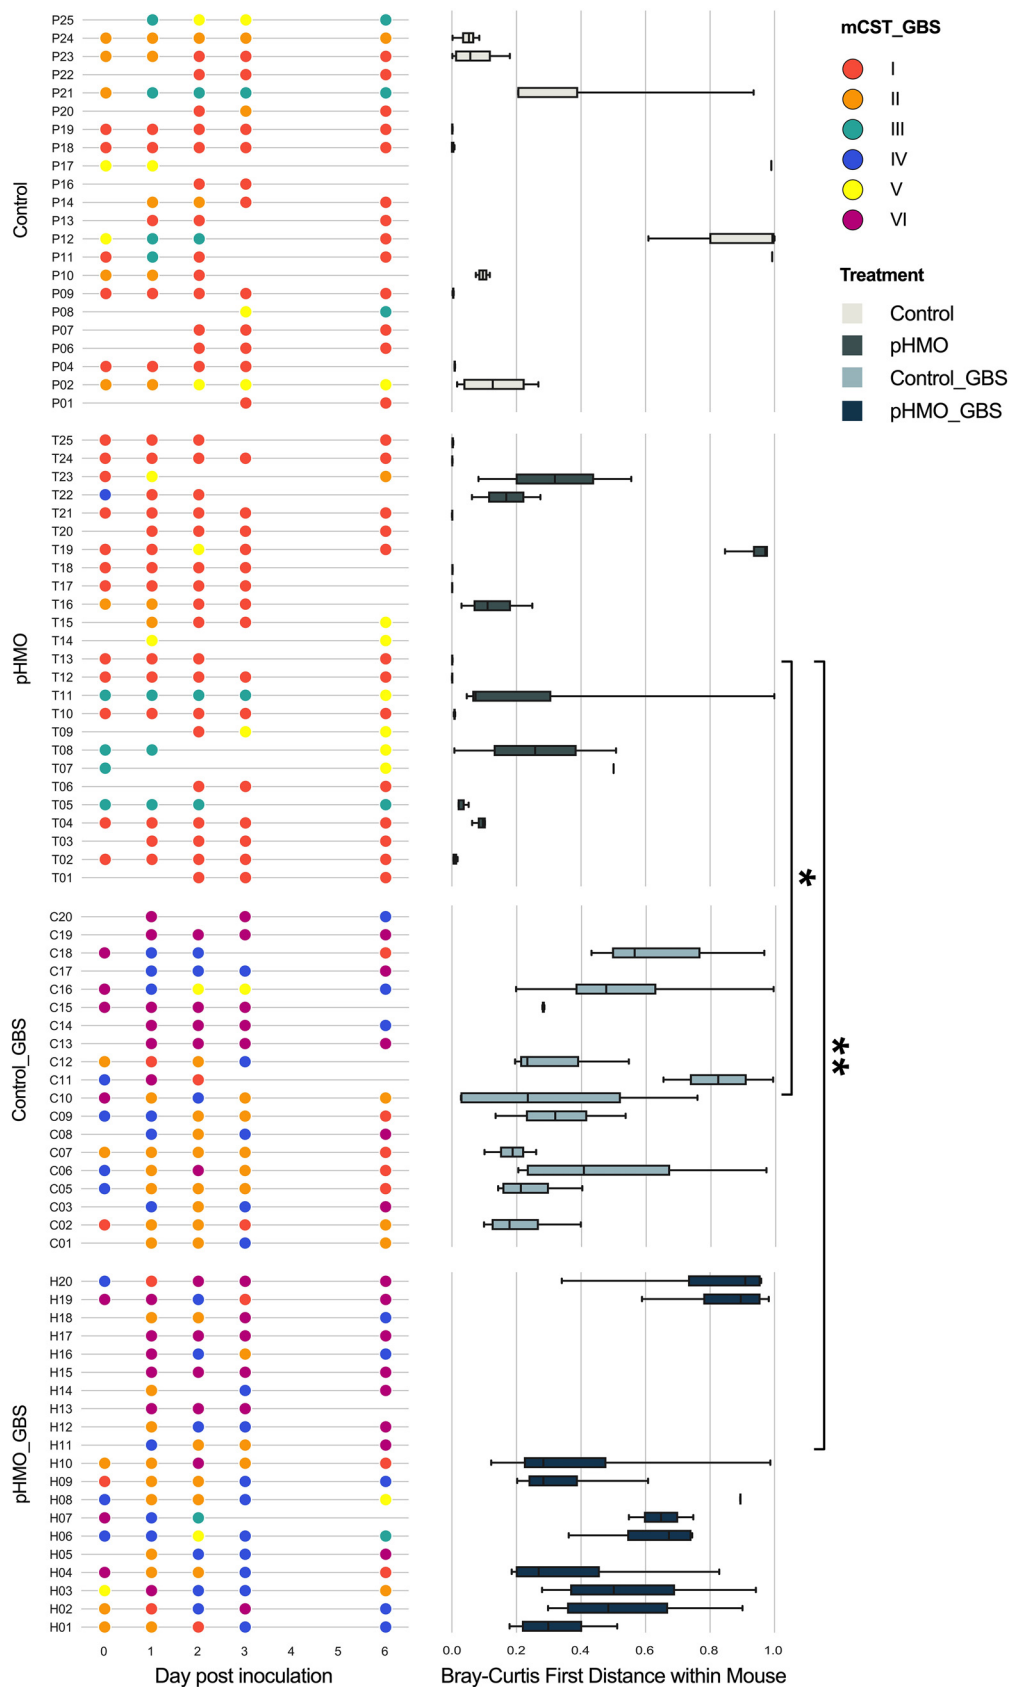 mCST_GBS
I
II
III
IV
V
VI
Treatment
Control
pHMO
Control_GBS
pHMO_GBS
Control
P25
P24
P23
P22
P21
P20
P19
P18
P17
P16
P14
P13
P12
P11
P10
P09
P08
P07
P06
P04
P02
P01
pHMO
T25
T24
T23
T22
T21
T20
T19
T18
T17
T16
T15
T14
T13
T12
T11
T10
T09
T08
T07
T06
T05
T04
T03
T02
T01
*
**
Control_GBS
C20
C19
C18
C17
C16
C15
C14
C13
C12
C11
C10
C09
C08
C07
C06
C05
C03
C02
C01
pHMO_GBS
H20
H19
H18
H17
H16
H15
H14
H13
H12
H11
H10
H09
H08
H07
H06
H05
H04
H03
H02
H01
0 1 2 3 4 5 6
Day post inoculation
0.0 0.2 0.4 0.6 0.8 1.0
Bray-Curtis First Distance within Mouse